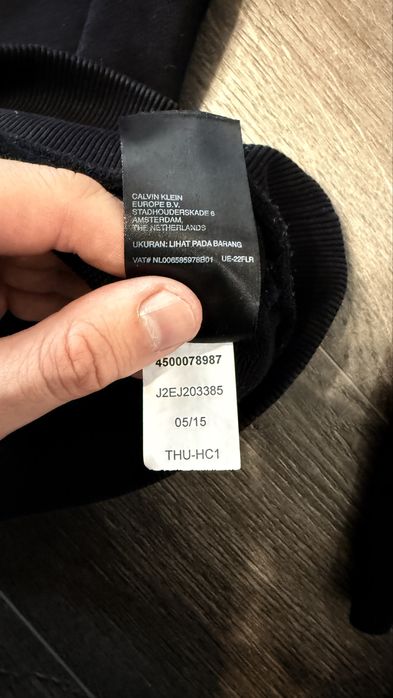 CALVIN KLEIN
EUROPE B.V.
STADHOUDERSKADE 6
AMSTERDAM,
THE NETHERLANDS
UKURAN: LIHAT PADA BARANG
VAT# NL006585978B01 UE-22FLR
4500078987
J2EJ203385
05/15
THU-HC1